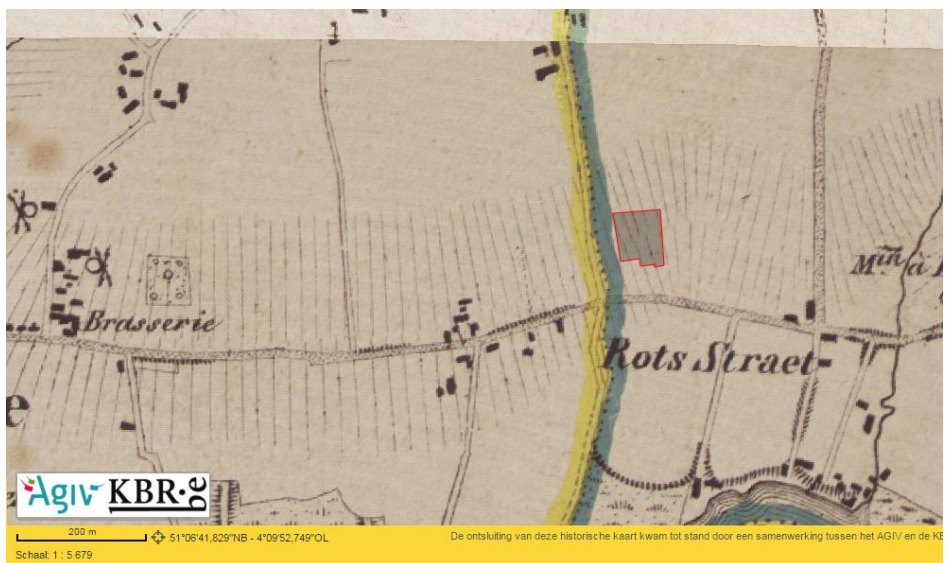 Min à
Brasserie
Rots Straet
e
Agiv KBR.be
200 m
51°06'41,829"NB - 4°09'52,749"OL
De ontsluiting van deze historische kaart kwam tot stand door een samenwerking tussen het AGIV en de KB
Schaal: 1 : 5 679